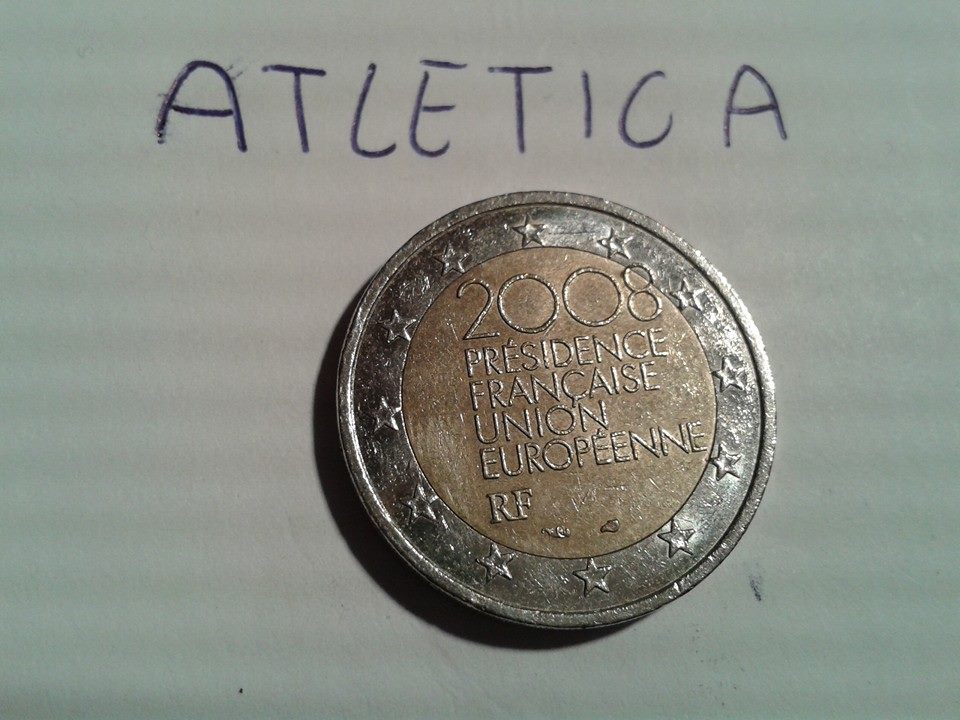 ATLETICA
2008
PRÉSIDENCE
FRANÇAISE
UNION
EUROPÉENNE
RF